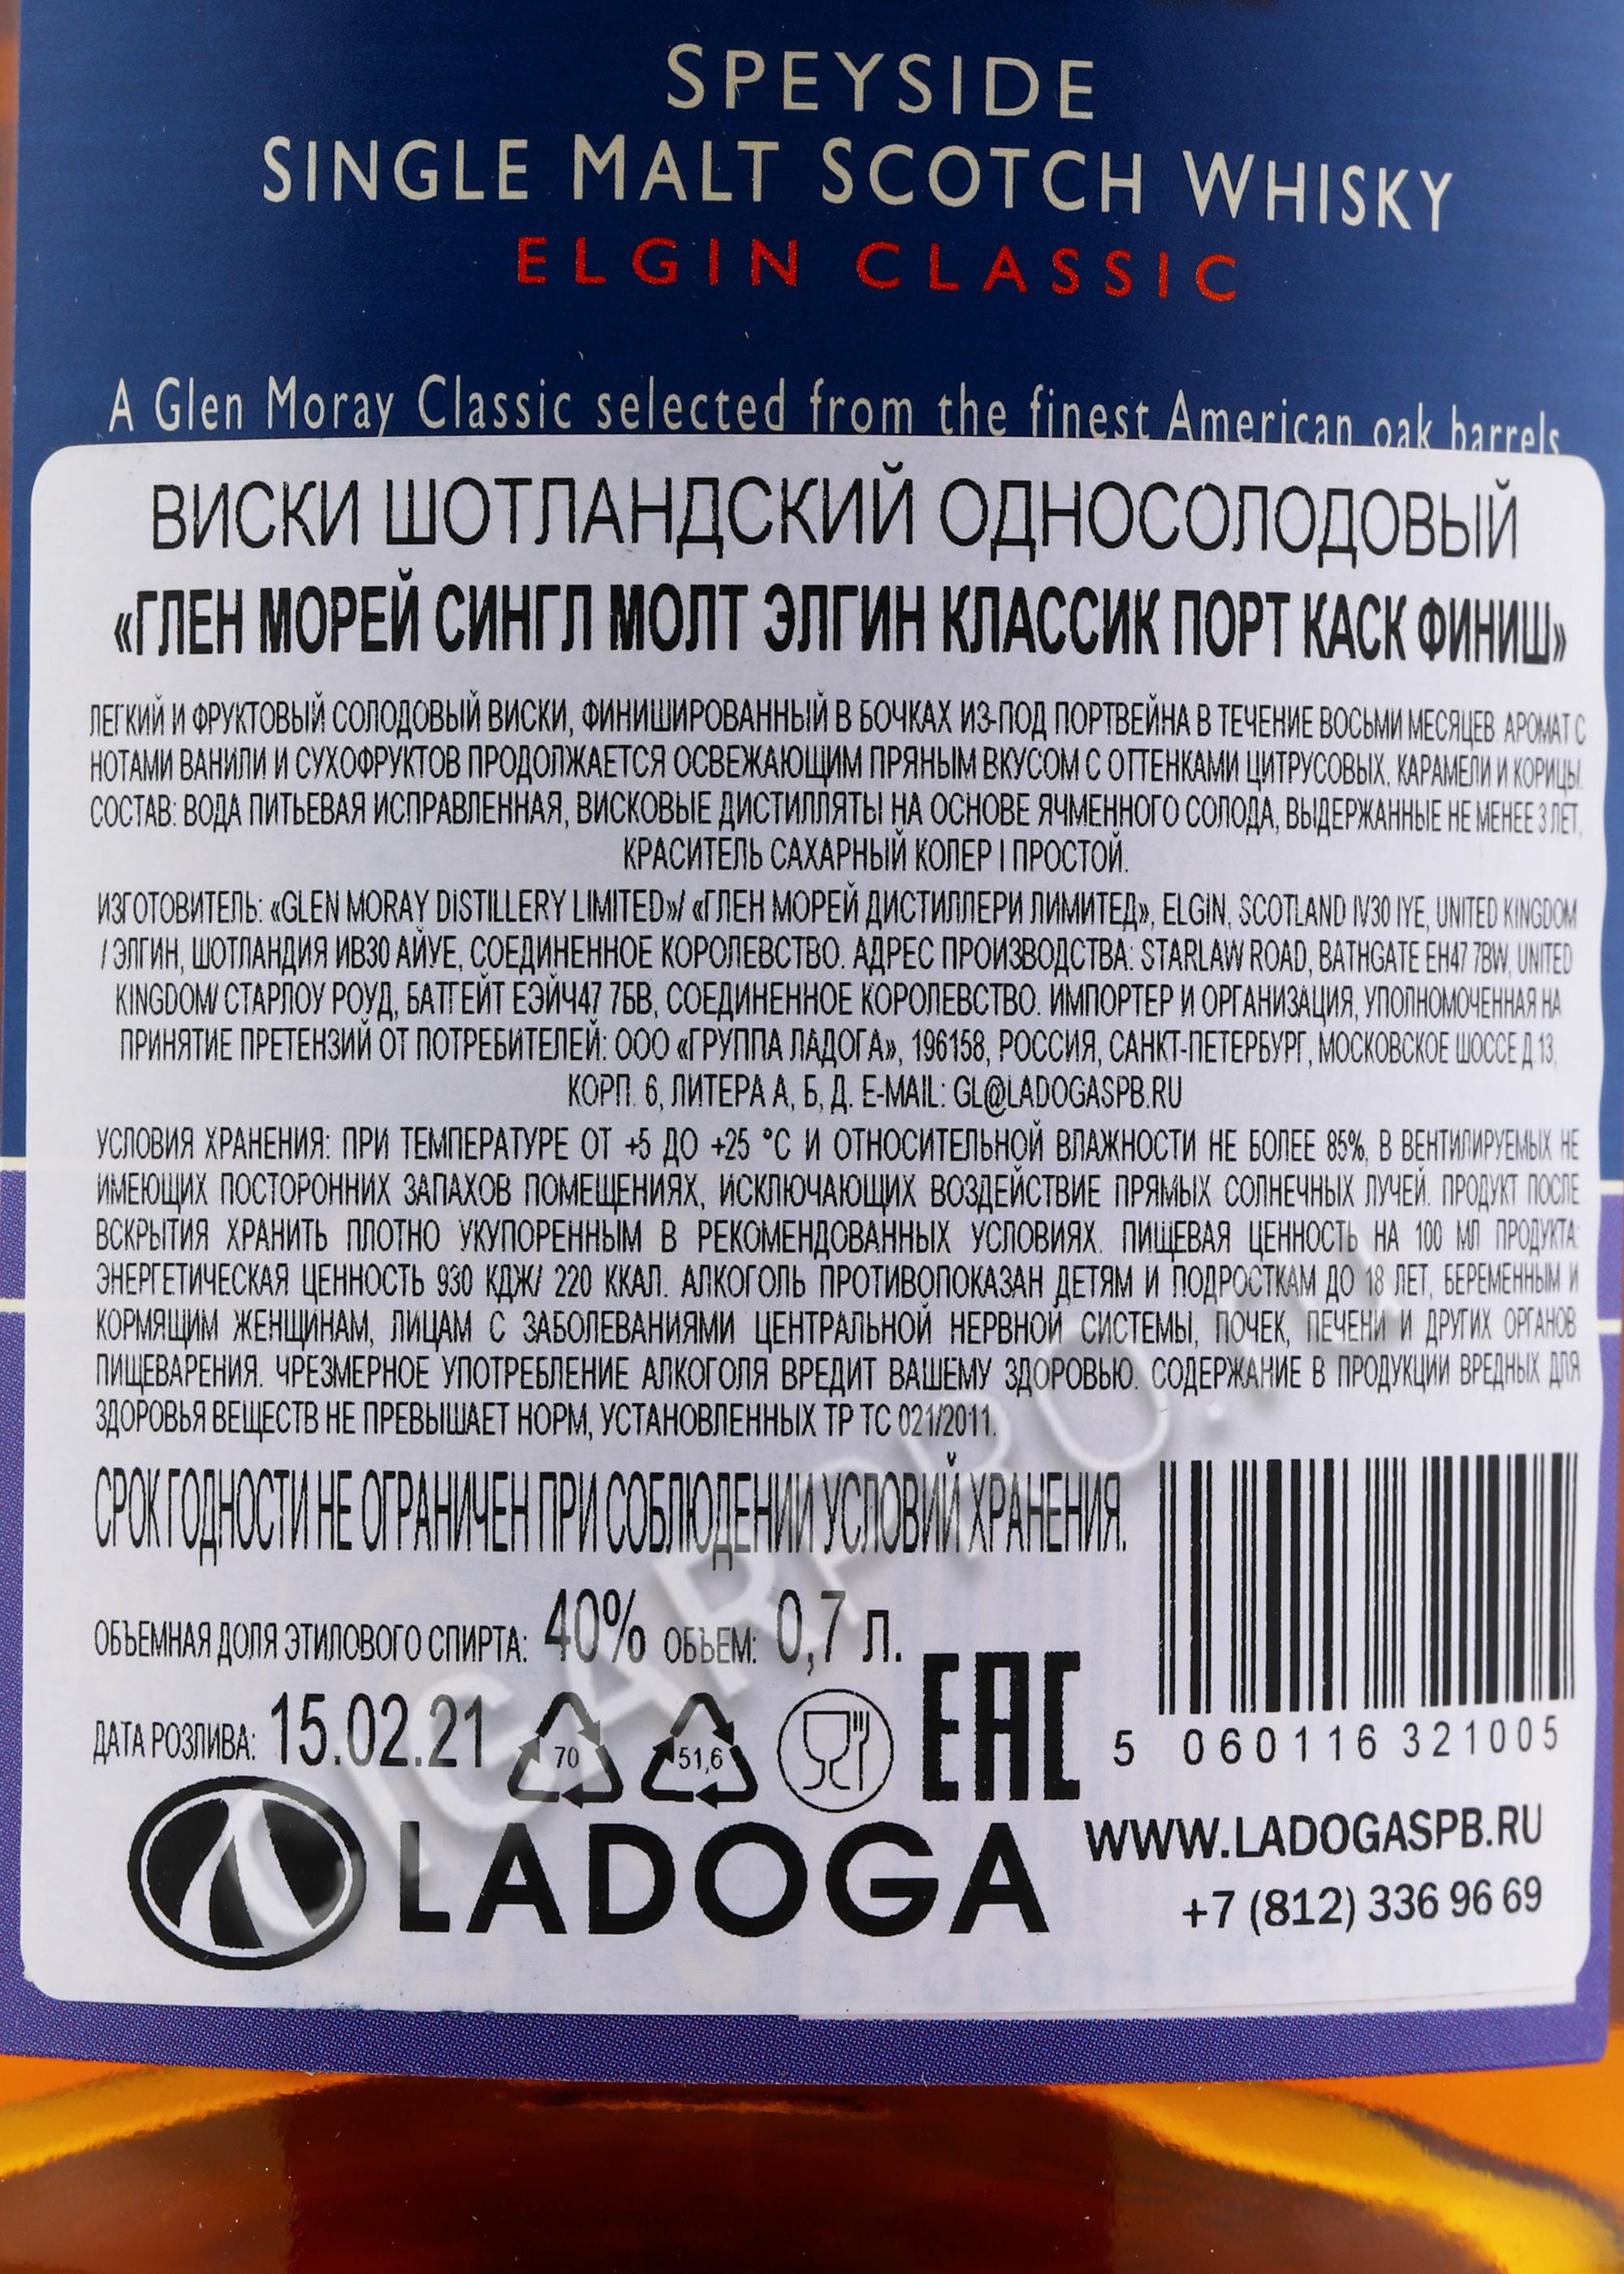 SPEYSIDE
SINGLE MALT SCOTCH WHISKY
ELGIN CLASSIC
A Glen Moray Classic selected from the finest American oak barrels
ВИСКИ ШОТЛАНДСКИЙ ОДНОСОЛОДОВЫЙ
«ГЛЕН МОРЕЙ СИНГЛ МОЛТ ЭЛГИН КЛАССИК ПОРТ КАСК ФИНИШ»
ЛЕГКИЙ И ФРУКТОВЫЙ СОЛОДОВЫЙ ВИСКИ, ФИНИШИРОВАННЫЙ В БОЧКАХ ИЗ-ПОД ПОРТВЕЙНА В ТЕЧЕНИЕ ВОСЬМИ МЕСЯЦЕВ. АРОМАТ С
НОТАМИ ВАНИЛИ И СУХОФРУКТОВ ПРОДОЛЖАЕТСЯ ОСВЕЖАЮЩИМ ПРЯНЫМ ВКУСОМ С ОТТЕНКАМИ ЦИТРУСОВЫХ, КАРАМЕЛИ И КОРИЦЫ.
СОСТАВ: ВОДА ПИТЬЕВАЯ ИСПРАВЛЕННАЯ, ВИСКОВЫЕ ДИСТИЛЛЯТЫ НА ОСНОВЕ ЯЧМЕННОГО СОЛОДА, ВЫДЕРЖАННЫЕ НЕ МЕНЕЕ 3 ЛЕТ,
КРАСИТЕЛЬ САХАРНЫЙ КОЛЕР I ПРОСТОЙ.
ИЗГОТОВИТЕЛЬ: «GLEN MORAY DISTILLERY LIMITED»/ «ГЛЕН МОРЕЙ ДИСТИЛЛЕРИ ЛИМИТЕД», ELGIN, SCOTLAND IV30 IYE, UNITED KINGDOM
/ ЭЛГИН, ШОТЛАНДИЯ ИВ30 АЙУЕ, СОЕДИНЕННОЕ КОРОЛЕВСТВО. АДРЕС ПРОИЗВОДСТВА: STARLAW ROAD, BATHGATE EH47 7BW, UNITED
KINGDOM/ СТАРЛОУ РОУД, БАТГЕЙТ ЕЭЙЧ47 7БВ, СОЕДИНЕННОЕ КОРОЛЕВСТВО. ИМПОРТЕР И ОРГАНИЗАЦИЯ, УПОЛНОМОЧЕННАЯ НА
ПРИНЯТИЕ ПРЕТЕНЗИЙ ОТ ПОТРЕБИТЕЛЕЙ: ООО «ГРУППА ЛАДОГА», 196158, РОССИЯ, САНКТ-ПЕТЕРБУРГ, МОСКОВСКОЕ ШОССЕ Д.13,
КОРП. 6, ЛИТЕРА А, Б, Д. E-MAIL: GL@LADOGASPB.RU
УСЛОВИЯ ХРАНЕНИЯ: ПРИ ТЕМПЕРАТУРЕ ОТ +5 ДО +25 °С И ОТНОСИТЕЛЬНОЙ ВЛАЖНОСТИ НЕ БОЛЕЕ 85%, В ВЕНТИЛИРУЕМЫХ НЕ
ИМЕЮЩИХ ПОСТОРОННИХ ЗАПАХОВ ПОМЕЩЕНИЯХ, ИСКЛЮЧАЮЩИХ ВОЗДЕЙСТВИЕ ПРЯМЫХ СОЛНЕЧНЫХ ЛУЧЕЙ. ПРОДУКТ ПОСЛЕ
ВСКРЫТИЯ ХРАНИТЬ ПЛОТНО УКУПОРЕННЫМ В РЕКОМЕНДОВАННЫХ УСЛОВИЯХ. ПИЩЕВАЯ ЦЕННОСТЬ НА 100 МЛ ПРОДУКТА:
ЭНЕРГЕТИЧЕСКАЯ ЦЕННОСТЬ 930 КДЖ/ 220 ККАЛ. АЛКОГОЛЬ ПРОТИВОПОКАЗАН ДЕТЯМ И ПОДРОСТКАМ ДО 18 ЛЕТ, БЕРЕМЕННЫМ И
КОРМЯЩИМ ЖЕНЩИНАМ, ЛИЦАМ С ЗАБОЛЕВАНИЯМИ ЦЕНТРАЛЬНОЙ НЕРВНОЙ СИСТЕМЫ, ПОЧЕК, ПЕЧЕНИ И ДРУГИХ ОРГАНОВ
ПИЩЕВАРЕНИЯ. ЧРЕЗМЕРНОЕ УПОТРЕБЛЕНИЕ АЛКОГОЛЯ ВРЕДИТ ВАШЕМУ ЗДОРОВЬЮ. СОДЕРЖАНИЕ В ПРОДУКЦИИ ВРЕДНЫХ ДЛЯ
ЗДОРОВЬЯ ВЕЩЕСТВ НЕ ПРЕВЫШАЕТ НОРМ, УСТАНОВЛЕННЫХ ТР ТС 021/2011.
СРОК ГОДНОСТИ НЕ ОГРАНИЧЕН ПРИ СОБЛЮДЕНИИ УСЛОВИЙ ХРАНЕНИЯ.
ОБЪЕМНАЯ ДОЛЯ ЭТИЛОВОГО СПИРТА: 40% ОБЪЕМ: 0,7 л.
ДАТА РОЗЛИВА: 15.02.21
70
51,6
EAC
5 060116 321005
LADOGA
WWW.LADOGASPB.RU
+7 (812) 336 96 69
CIGARPRO.ru